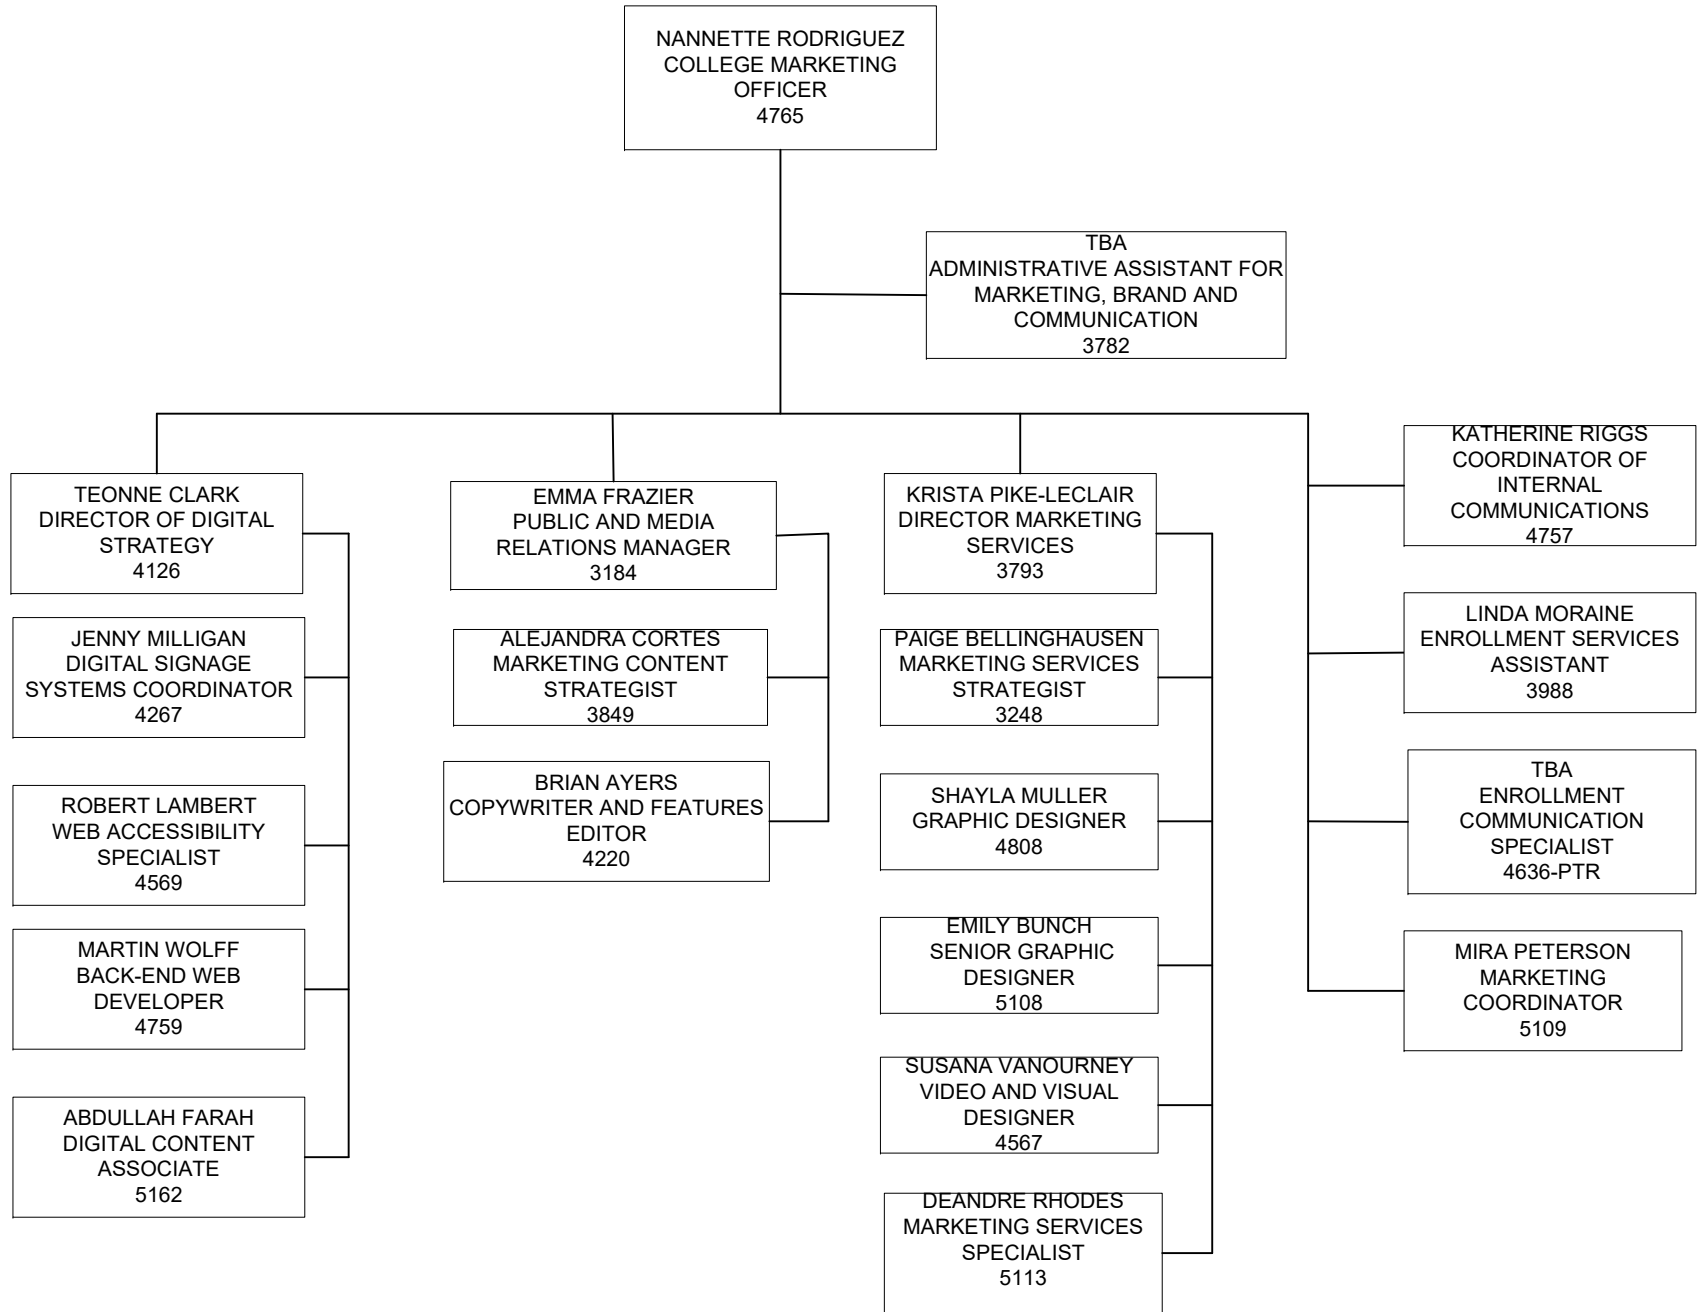 NANNETTE RODRIGUEZ
COLLEGE MARKETING
OFFICER
4765
TBA
ADMINISTRATIVE ASSISTANT FOR
MARKETING, BRAND AND
COMMUNICATION
3782
TEONNE CLARK
DIRECTOR OF DIGITAL
STRATEGY
4126
JENNY MILLIGAN
DIGITAL SIGNAGE
SYSTEMS COORDINATOR
4267
ROBERT LAMBERT
WEB ACCESSIBILITY
SPECIALIST
4569
MARTIN WOLFF
BACK-END WEB
DEVELOPER
4759
ABDULLAH FARAH
DIGITAL CONTENT
ASSOCIATE
5162
EMMA FRAZIER
PUBLIC AND MEDIA
RELATIONS MANAGER
3184
ALEJANDRA CORTES
MARKETING CONTENT
STRATEGIST
3849
BRIAN AYERS
COPYWRITER AND FEATURES
EDITOR
4220
KRISTA PIKE-LECLAIR
DIRECTOR MARKETING
SERVICES
3793
PAIGE BELLINGHAUSEN
MARKETING SERVICES
STRATEGIST
3248
SHAYLA MULLER
GRAPHIC DESIGNER
4808
EMILY BUNCH
SENIOR GRAPHIC
DESIGNER
5108
SUSANA VANOURNEY
VIDEO AND VISUAL
DESIGNER
4567
DEANDRE RHODES
MARKETING SERVICES
SPECIALIST
5113
KATHERINE RIGGS
COORDINATOR OF
INTERNAL
COMMUNICATIONS
4757
LINDA MORAINE
ENROLLMENT SERVICES
ASSISTANT
3988
TBA
ENROLLMENT
COMMUNICATION
SPECIALIST
4636-PTR
MIRA PETERSON
MARKETING
COORDINATOR
5109